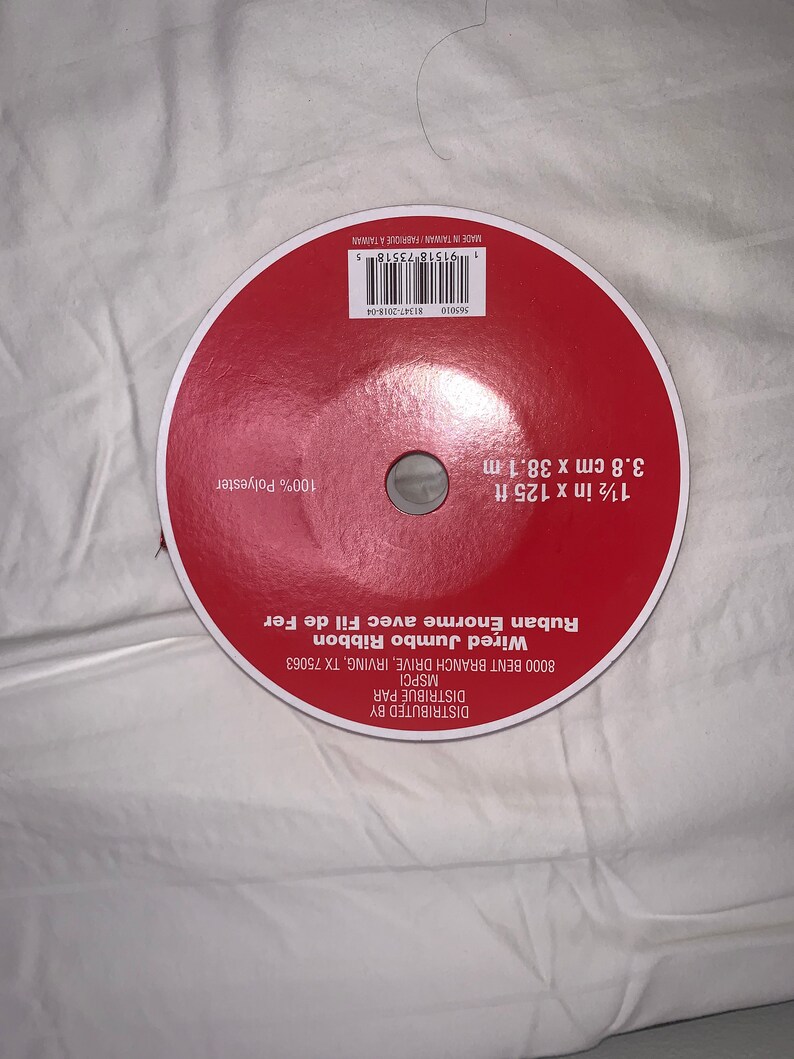 DISTRIBUTED BY
DISTRIBUÉ PAR
MSPCI
8000 BENT BRANCH DRIVE, IRVING, TX 75063
Wired Jumbo Ribbon
Ruban Énorme avec Fil de Fer
1½ in x 125 ft
3.8 cm x 38.1 m
100% Polyester
565010 81347-2018-04
1 91518 73518 5
MADE IN TAIWAN / FABRIQUÉ À TAIWAN